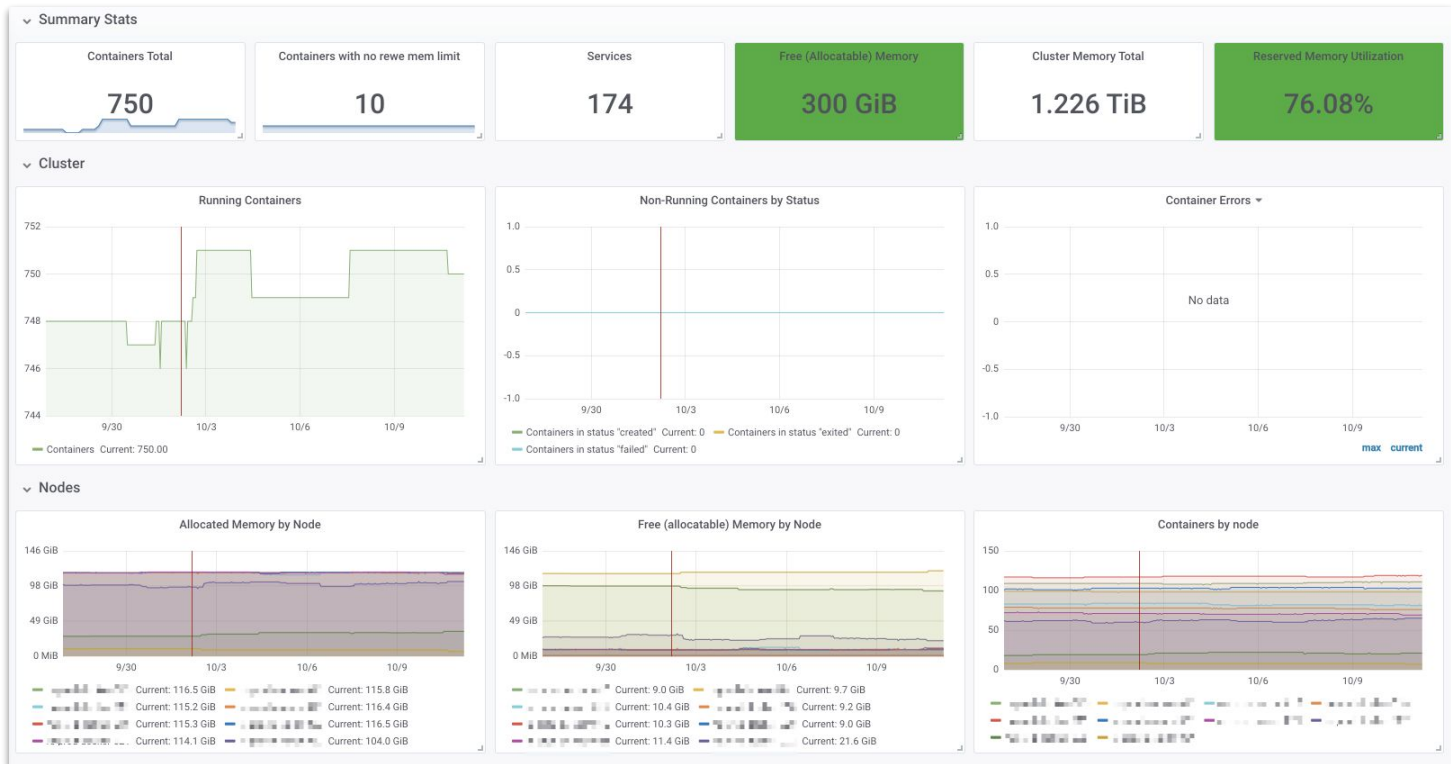 Summary Stats
Containers Total
Containers with no rewe mem limit
Services
Free (Allocatable) Memory
Cluster Memory Total
Reserved Memory Utilization
750
10
174
300 GiB
1.226 TiB
76.08%
Cluster
Running Containers
752
750
748
746
744
9/30 10/3 10/6 10/9
Containers Current: 750.00
Non-Running Containers by Status
1.0
0.5
0
-0.5
-1.0
9/30 10/3 10/6 10/9
Containers in status "created" Current: 0 Containers in status "exited" Current: 0
Containers in status "failed" Current: 0
Container Errors
1.0
0.5
No data
0
-0.5
-1.0
9/30 10/3 10/6 10/9
max current
Nodes
Allocated Memory by Node
146 GiB
98 GiB
49 GiB
0 MiB
9/30 10/3 10/6 10/9
Current: 116.5 GiB Current: 115.8 GiB
Current: 115.2 GiB Current: 116.4 GiB
Current: 115.3 GiB Current: 116.5 GiB
Current: 114.1 GiB Current: 104.0 GiB
Free (allocatable) Memory by Node
146 GiB
98 GiB
49 GiB
0 MiB
9/30 10/3 10/6 10/9
Current: 9.0 GiB Current: 9.7 GiB
Current: 10.4 GiB Current: 9.2 GiB
Current: 10.3 GiB Current: 9.0 GiB
Current: 11.4 GiB Current: 21.6 GiB
Containers by node
150
100
50
0
9/30 10/3 10/6 10/9